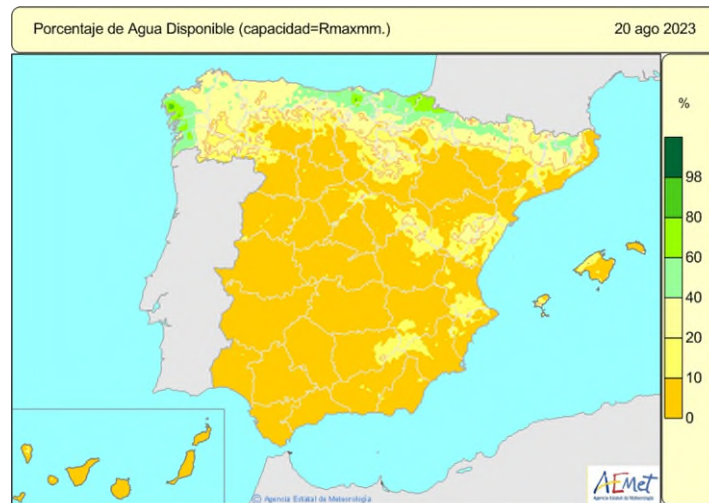 Porcentaje de Agua Disponible (capacidad=Rmaxmm.) 20 ago 2023
%
98
80
60
40
20
10
0
AEMet
Agencia Estatal de Meteorología
© Agencia Estatal de Meteorología